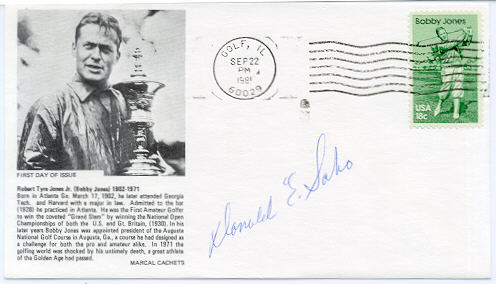 FIRST DAY OF ISSUE
Robert Tyre Jones Jr. (Bobby Jones) 1902-1971
Born in Atlanta Ga, March 17, 1902, he later attended Georgia
Tech, and Harvard with a major in law. Admitted to the bar
(1928) he practiced in Atlanta. He was the First Amateur Golfer
to win the coveted "Grand Slam" by winning the National Open
Championships of both the U.S. and Gt. Britain, (1930). In his
later years Bobby Jones was appointed president of the Augusta
National Golf Course in Augusta, Ga., a course he had designed as
a challenge for both the pro and amateur alike. In 1971 the
golfing world was shocked by his untimely death, a great athlete
of the Golden Age had passed.
MARCAL CACHETS
GOLF, IL
SEP 22
PM
1981
60029
Bobby Jones
USA
18c
Donald E. Saho